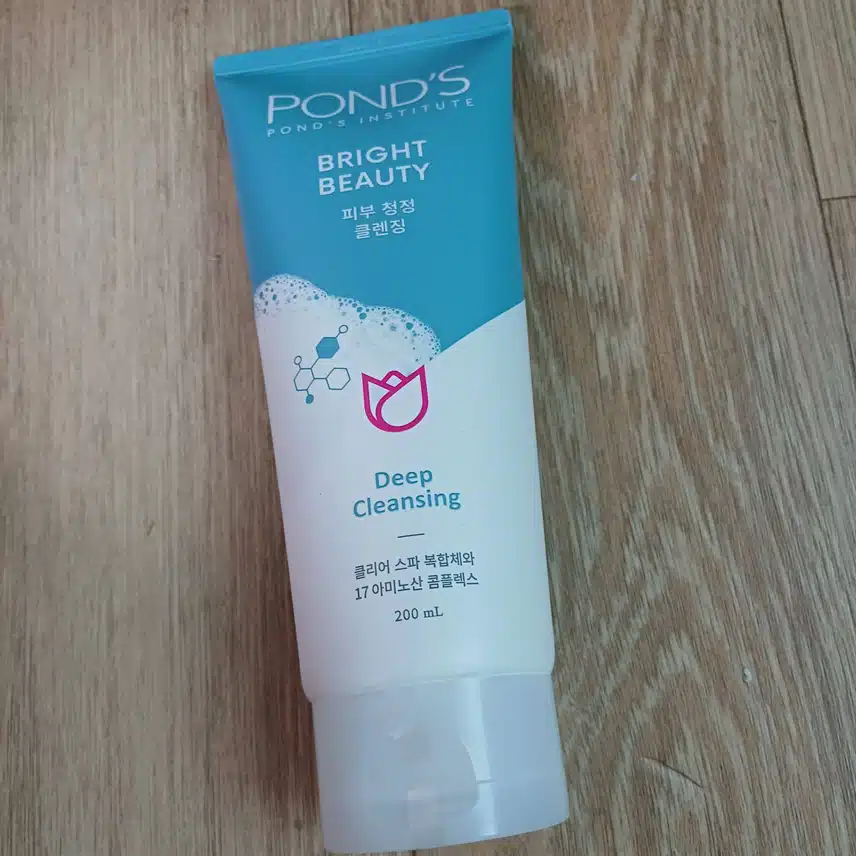 POND'S
POND'S INSTITUTE
BRIGHT
BEAUTY
피부 청정
클렌징
Deep
Cleansing
클리어 스파 복합체와
17 아미노산 콤플렉스
200 mL